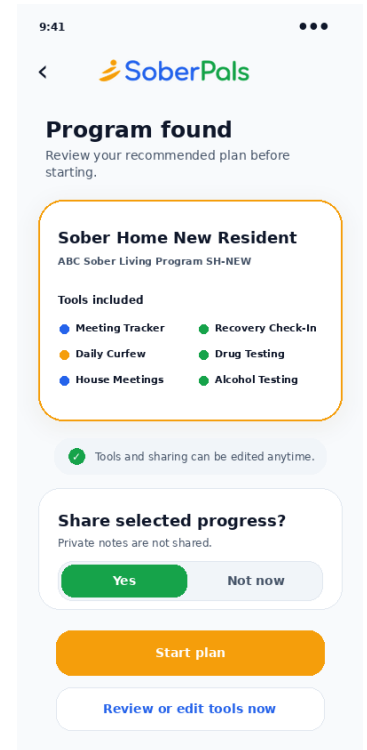 9:41
SoberPals
Program found
Review your recommended plan before
starting.
Sober Home New Resident
ABC Sober Living Program SH-NEW
Tools included
Meeting Tracker
Recovery Check-In
Daily Curfew
Drug Testing
House Meetings
Alcohol Testing
✓ Tools and sharing can be edited anytime.
Share selected progress?
Private notes are not shared.
Yes
Not now
Start plan
Review or edit tools now